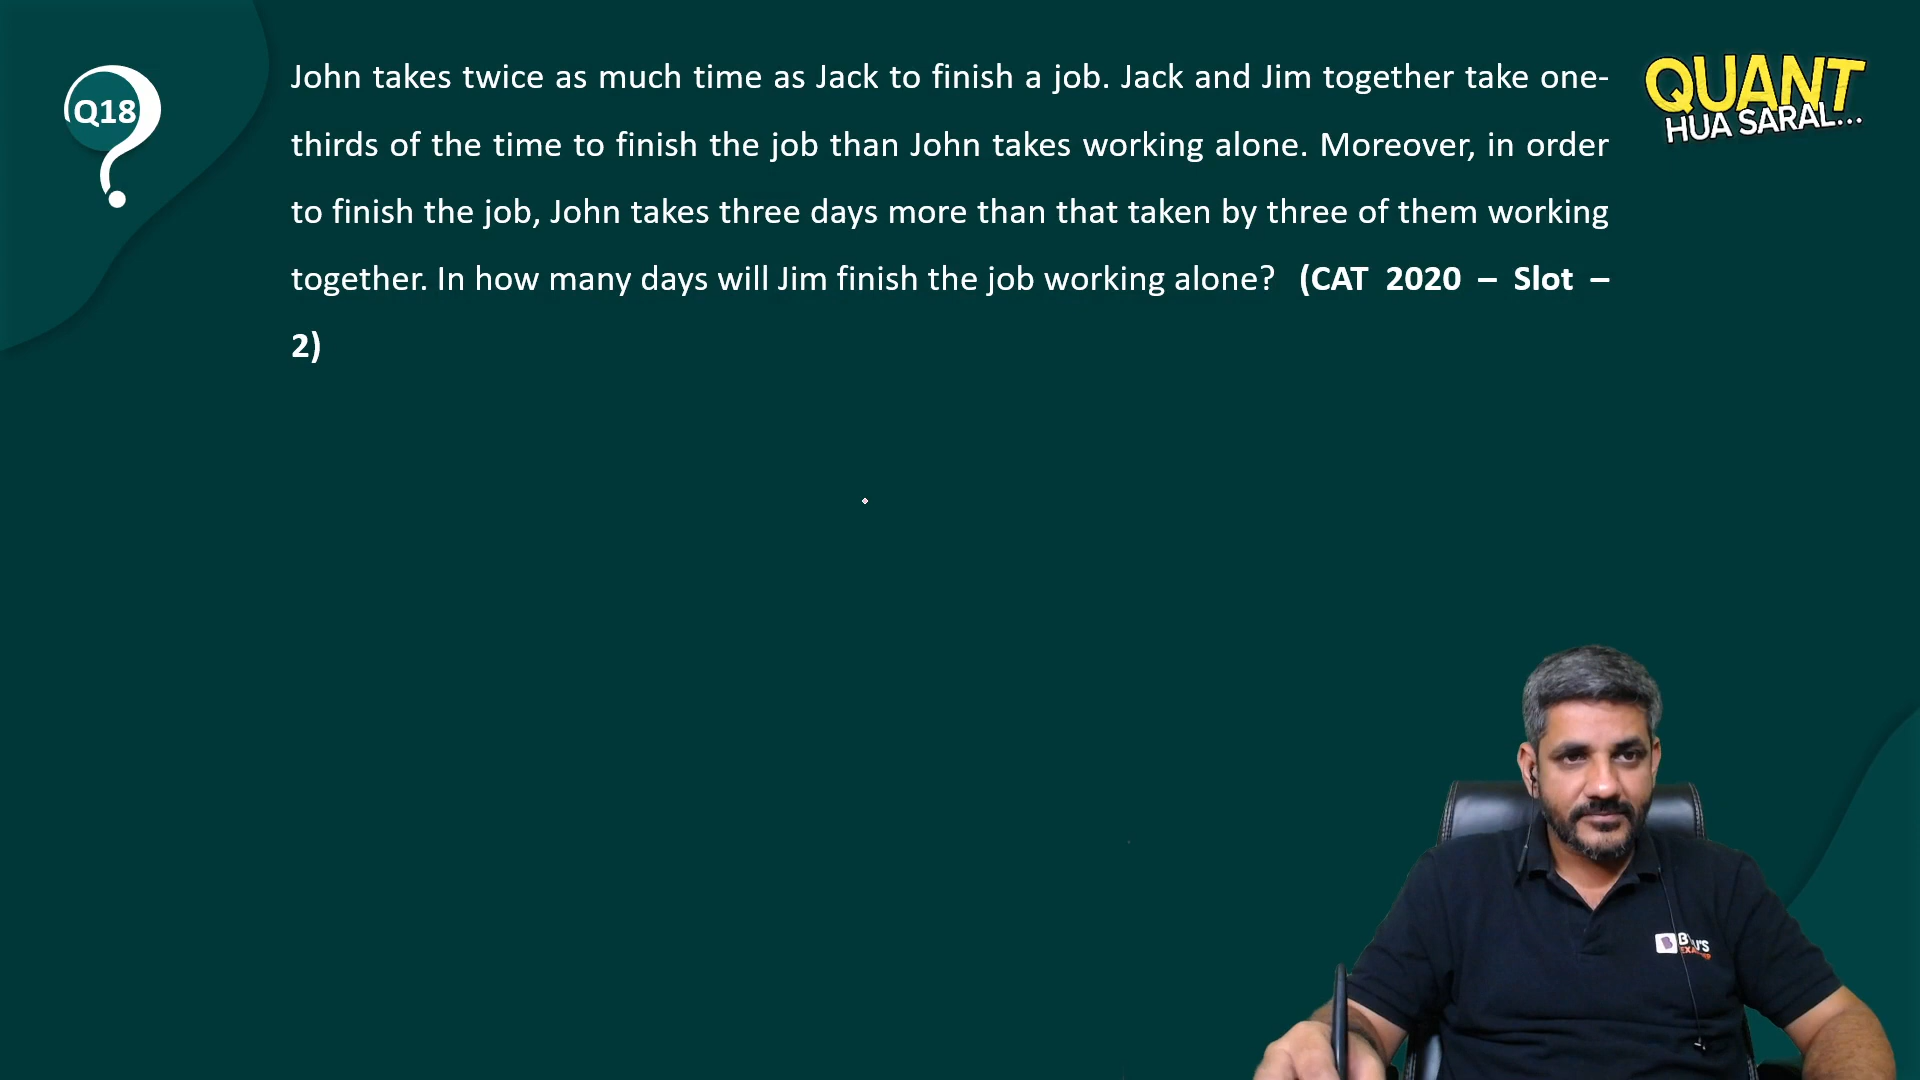 Q18
John takes twice as much time as Jack to finish a job. Jack and Jim together take one-
thirds of the time to finish the job than John takes working alone. Moreover, in order
to finish the job, John takes three days more than that taken by three of them working
together. In how many days will Jim finish the job working alone? (CAT 2020 – Slot –
2)
QUANT
HUA SARAL...